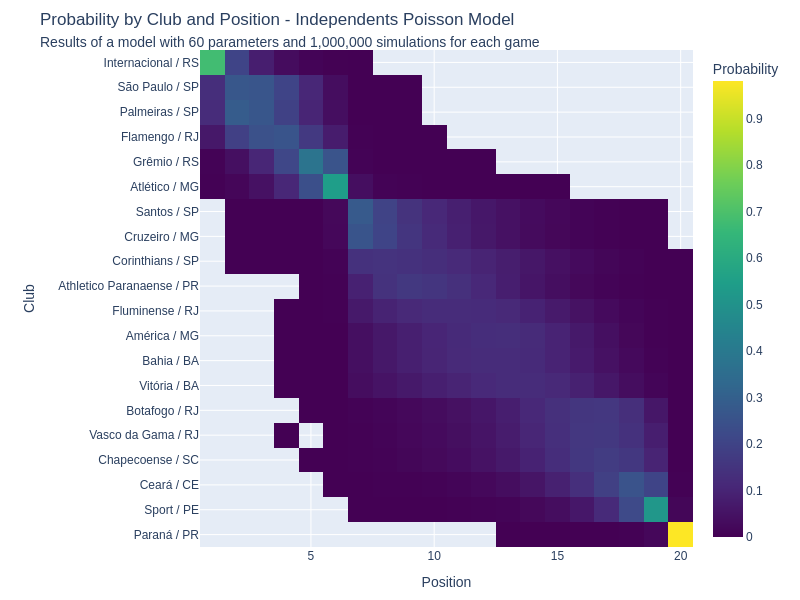 Probability by Club and Position - Independents Poisson Model
Results of a model with 60 parameters and 1,000,000 simulations for each game
Probability
Club
Internacional / RS
São Paulo / SP
Palmeiras / SP
Flamengo / RJ
Grêmio / RS
Atlético / MG
Santos / SP
Cruzeiro / MG
Corinthians / SP
Athletico Paranaense / PR
Fluminense / RJ
América / MG
Bahia / BA
Vitória / BA
Botafogo / RJ
Vasco da Gama / RJ
Chapecoense / SC
Ceará / CE
Sport / PE
Paraná / PR
0.9
0.8
0.7
0.6
0.5
0.4
0.3
0.2
0.1
0
5
10
15
20
Position